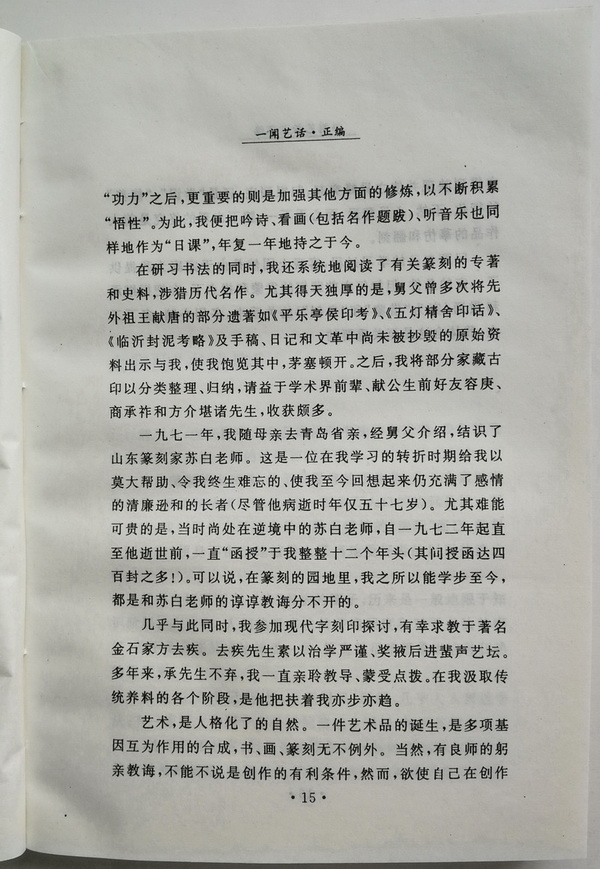 一闻艺话·正编
“功力”之后，更重要的则是加强其他方面的修炼，以不断积累
“悟性”。为此，我便把吟诗、看画(包括名作题跋)、听音乐也同
样地作为“日课”，年复一年地持之于今。
在研习书法的同时，我还系统地阅读了有关篆刻的专著
和史料，涉猎历代名作。尤其得天独厚的是，舅父曾多次将先
外祖王献唐的部分遗著如《平乐亭侯印考》、《五灯精舍印话》、
《临沂封泥考略》及手稿、日记和文革中尚未被抄毁的原始资
料出示与我，使我饱览其中，茅塞顿开。之后，我将部分家藏古
印以分类整理、归纳，请益于学术界前辈、献公生前好友容庚、
商承祚和方介堪诸先生，收获颇多。
一九七一年，我随母亲去青岛省亲，经舅父介绍，结识了
山东篆刻家苏白老师。这是一位在我学习的转折时期给我以
莫大帮助、令我终生难忘的、使我至今回想起来仍充满了感情
的清廉逊和的长者(尽管他病逝时年仅五十七岁)。尤其难能
可贵的是，当时尚处在逆境中的苏白老师，自一九七二年起直
至他逝世前，一直“函授”于我整整十二个年头(其问授函达四
百封之多!)。可以说，在篆刻的园地里，我之所以能学步至今，
都是和苏白老师的谆谆教诲分不开的。
几乎与此同时，我参加现代字刻印探讨，有幸求教于著名
金石家方去疾。去疾先生素以治学严谨、奖掖后进蜚声艺坛。
多年来，承先生不弃，我一直亲聆教导、蒙受点拨。在我汲取传
统养料的各个阶段，是他把扶着我亦步亦趋。
艺术，是人格化了的自然。一件艺术品的诞生，是多项基
因互为作用的合成，书、画、篆刻无不例外。当然，有良师的躬
亲教诲，不能不说是创作的有利条件，然而，欲使自己在创作
·15·